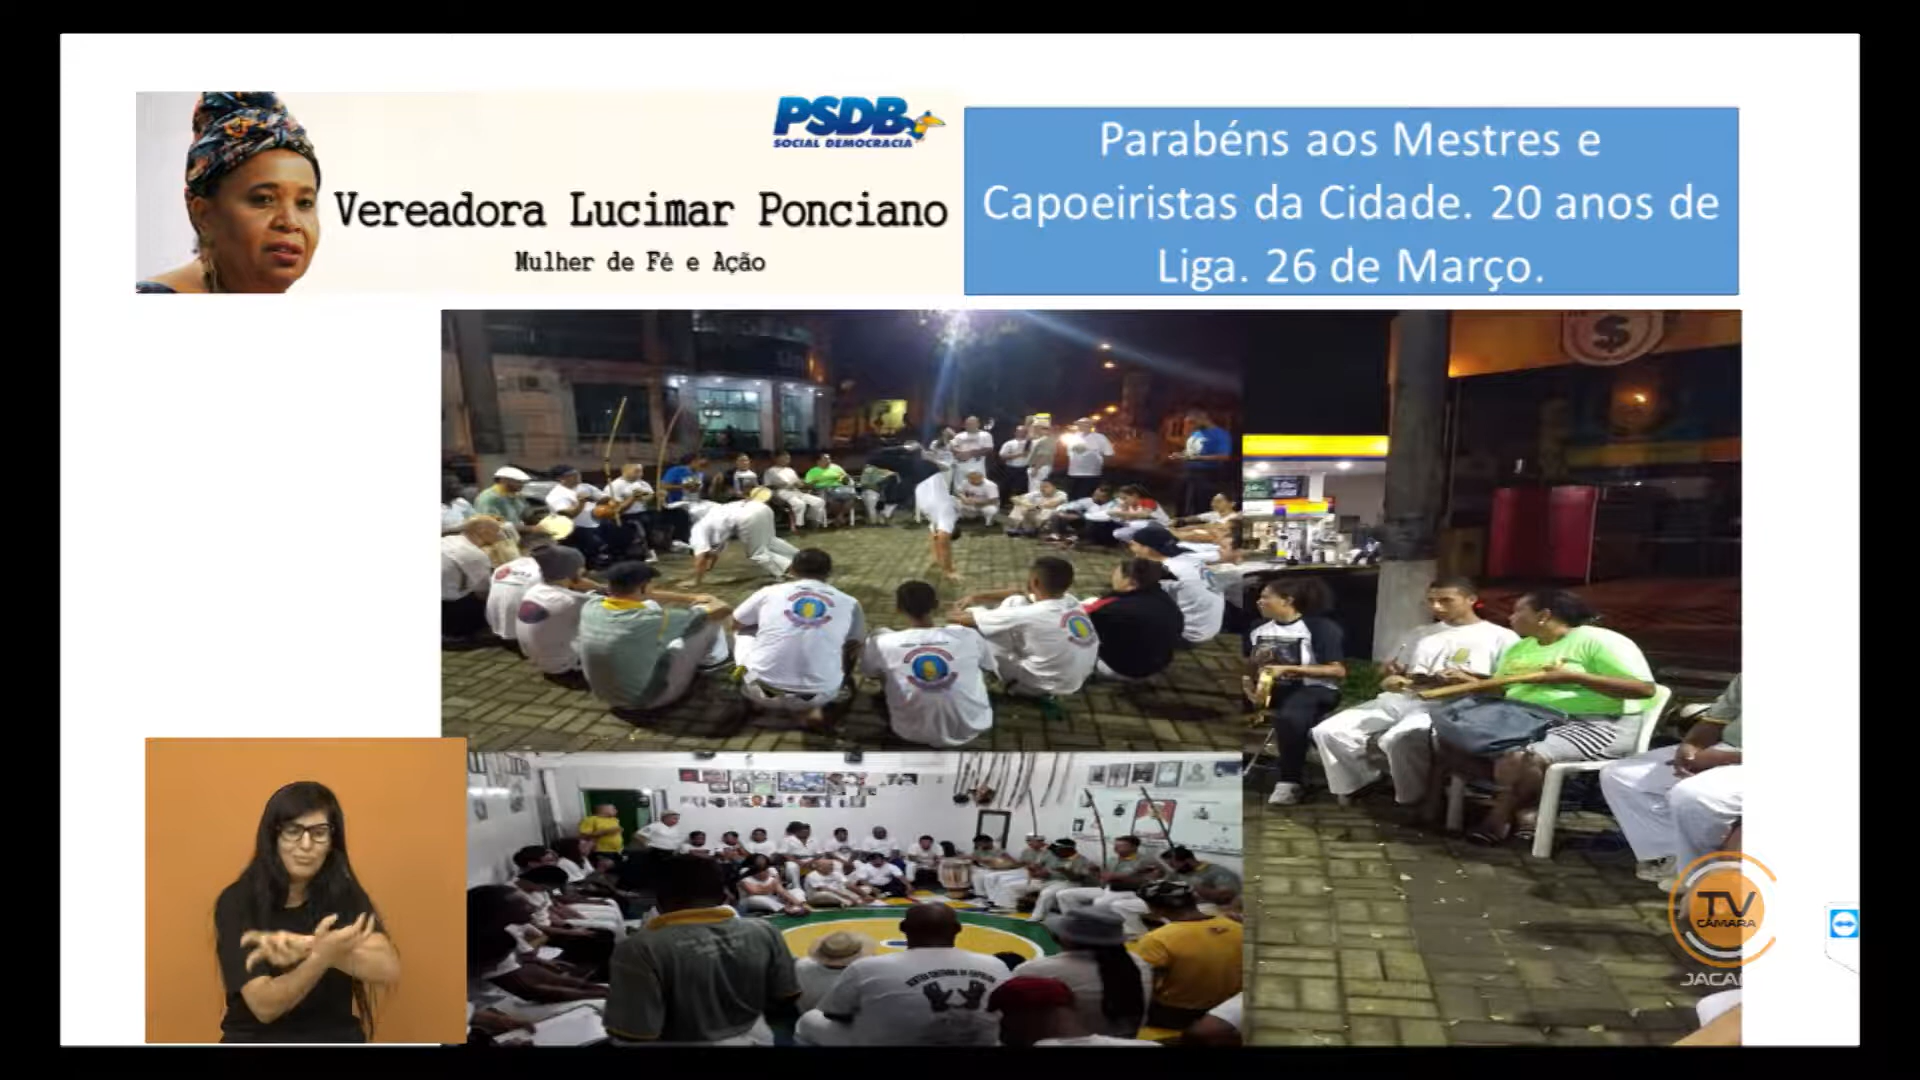 PSDB
SOCIAL DEMOCRACIA
Vereadora Lucimar Ponciano
Mulher de Fé e Ação
Parabéns aos Mestres e
Capoeiristas da Cidade. 20 anos de
Liga. 26 de Março.
$
TV
CÂMARA
JACA